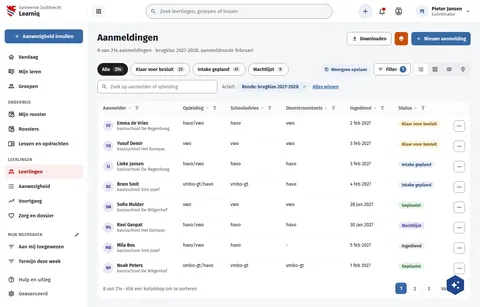 Gemeente Zuiddrecht
Learniq
Zoek leerlingen, groepen of lessen
Pieter Jansen
Coördinator
Aanwezigheid invullen
Vandaag
Mijn leren
Groepen
ONDERWIJS
Mijn rooster
Roosters
Lessen en opdrachten
LEERLINGEN
Leerlingen
Aanwezigheid
Voortgang
Zorg en dossier
MIJN WEERGAVEN
Aan mij toegewezen
Termijn deze week
Hulp en uitleg
Geavanceerd
Aanmeldingen
8 van 214 aanmeldingen · brugklas 2027-2028, aanmeldronde februari
Downloaden
Nieuwe aanmelding
Alle 214
Klaar voor besluit 23
Intake gepland 41
Wachtlijst 9
Weergave opslaan
Filter 1
Zoek op aanmelder of opleiding
Actief:
Ronde: brugklas 2027-2028 ×
Alles wissen
Aanmelder Opleiding Schooladvies Doorstroomtoets Ingediend Status
EV Emma de Vries havo/vwo havo havo/vwo 2 feb 2027 Klaar voor besluit
basisschool De Regenboog
YD Yusuf Demir vwo vwo vwo 2 feb 2027 Klaar voor besluit
basisschool Het Kompas
LJ Lieke Jansen havo/vwo havo/vwo havo 3 feb 2027 Intake gepland
basisschool De Regenboog
BS Bram Smit vmbo-gt/havo vmbo-gt havo 4 feb 2027 Intake gepland
basisschool Sint Jozef
SM Sofie Mulder vwo vwo vwo 28 jan 2027 Geplaatst
basisschool De Wilgenhof
RG Ravi Ganpat havo/vwo havo havo 30 jan 2027 Wachtlijst
basisschool Het Kompas
MB Mila Bos havo/vwo havo/vwo - 5 feb 2027 Ingediend
basisschool Sint Jozef
NP Noah Peters vmbo-gt/havo vmbo-gt vmbo-gt 1 feb 2027 Geplaatst
basisschool De Wilgenhof
8 van 214 · klik een kolomkop om te sorteren
1 2 3